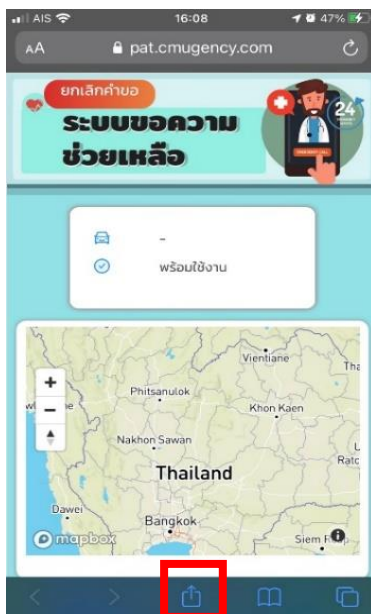 AIS
16:08
47%
AA
pat.cmugency.com
ยกเลิกคำขอ
ระบบขอความ
ช่วยเหลือ
24
-
พร้อมใช้งาน
Vientiane
Tha
Phitsanulok
Khon Kaen
Nakhon Sawan
Thailand
Ratc
Dawei
Bangkok
Siem R
mapbox